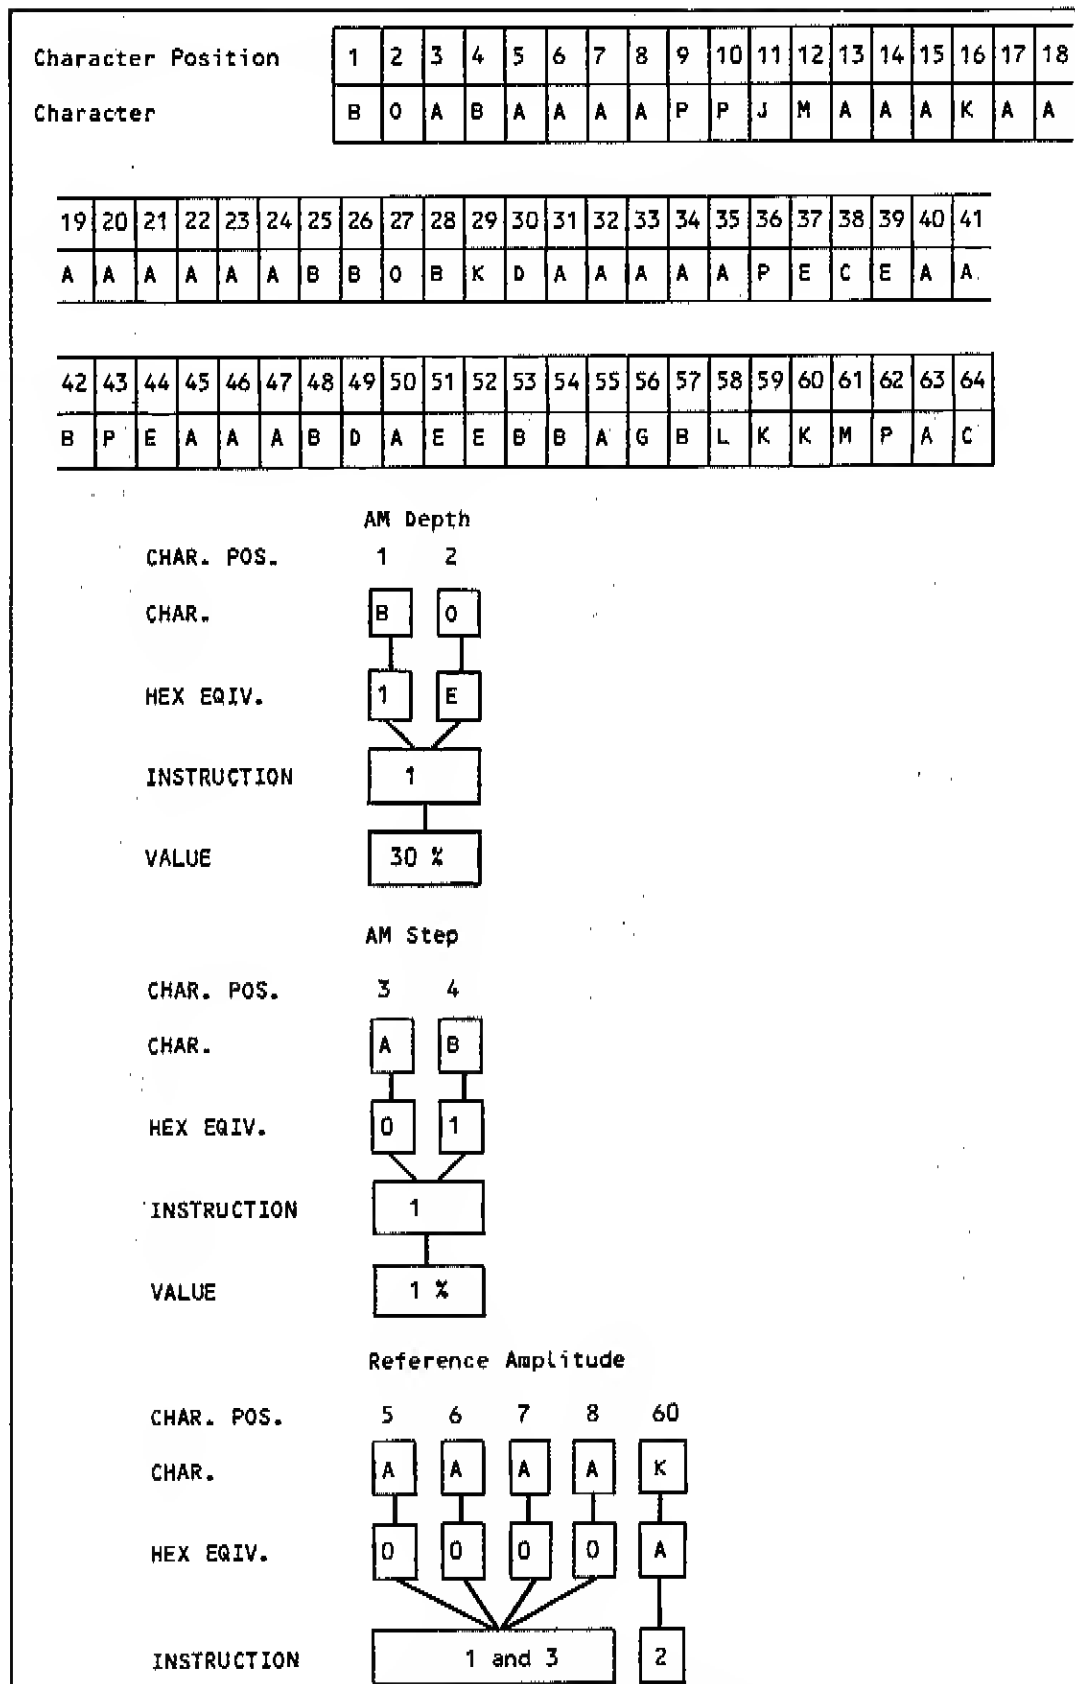 Character Position 1 2 3 4 5 6 7 8 9 10 11 12 13 14 15 16 17 18
Character B O A B A A A A P P J M A A A K A A
19 20 21 22 23 24 25 26 27 28 29 30 31 32 33 34 35 36 37 38 39 40 41
A A A A A A B B O B K D A A A A A P E C E A A
42 43 44 45 46 47 48 49 50 51 52 53 54 55 56 57 58 59 60 61 62 63 64
B P E A A A B D A E E B B A G B L K K M P A C
AM Depth
CHAR. POS. 1 2
CHAR. B O
HEX EQIV. 1 E
INSTRUCTION 1
VALUE 30 %
AM Step
CHAR. POS. 3 4
CHAR. A B
HEX EQIV. 0 1
INSTRUCTION 1
VALUE 1 %
Reference Amplitude
CHAR. POS. 5 6 7 8 60
CHAR. A A A A K
HEX EQIV. 0 0 0 0 A
INSTRUCTION 1 and 3 2